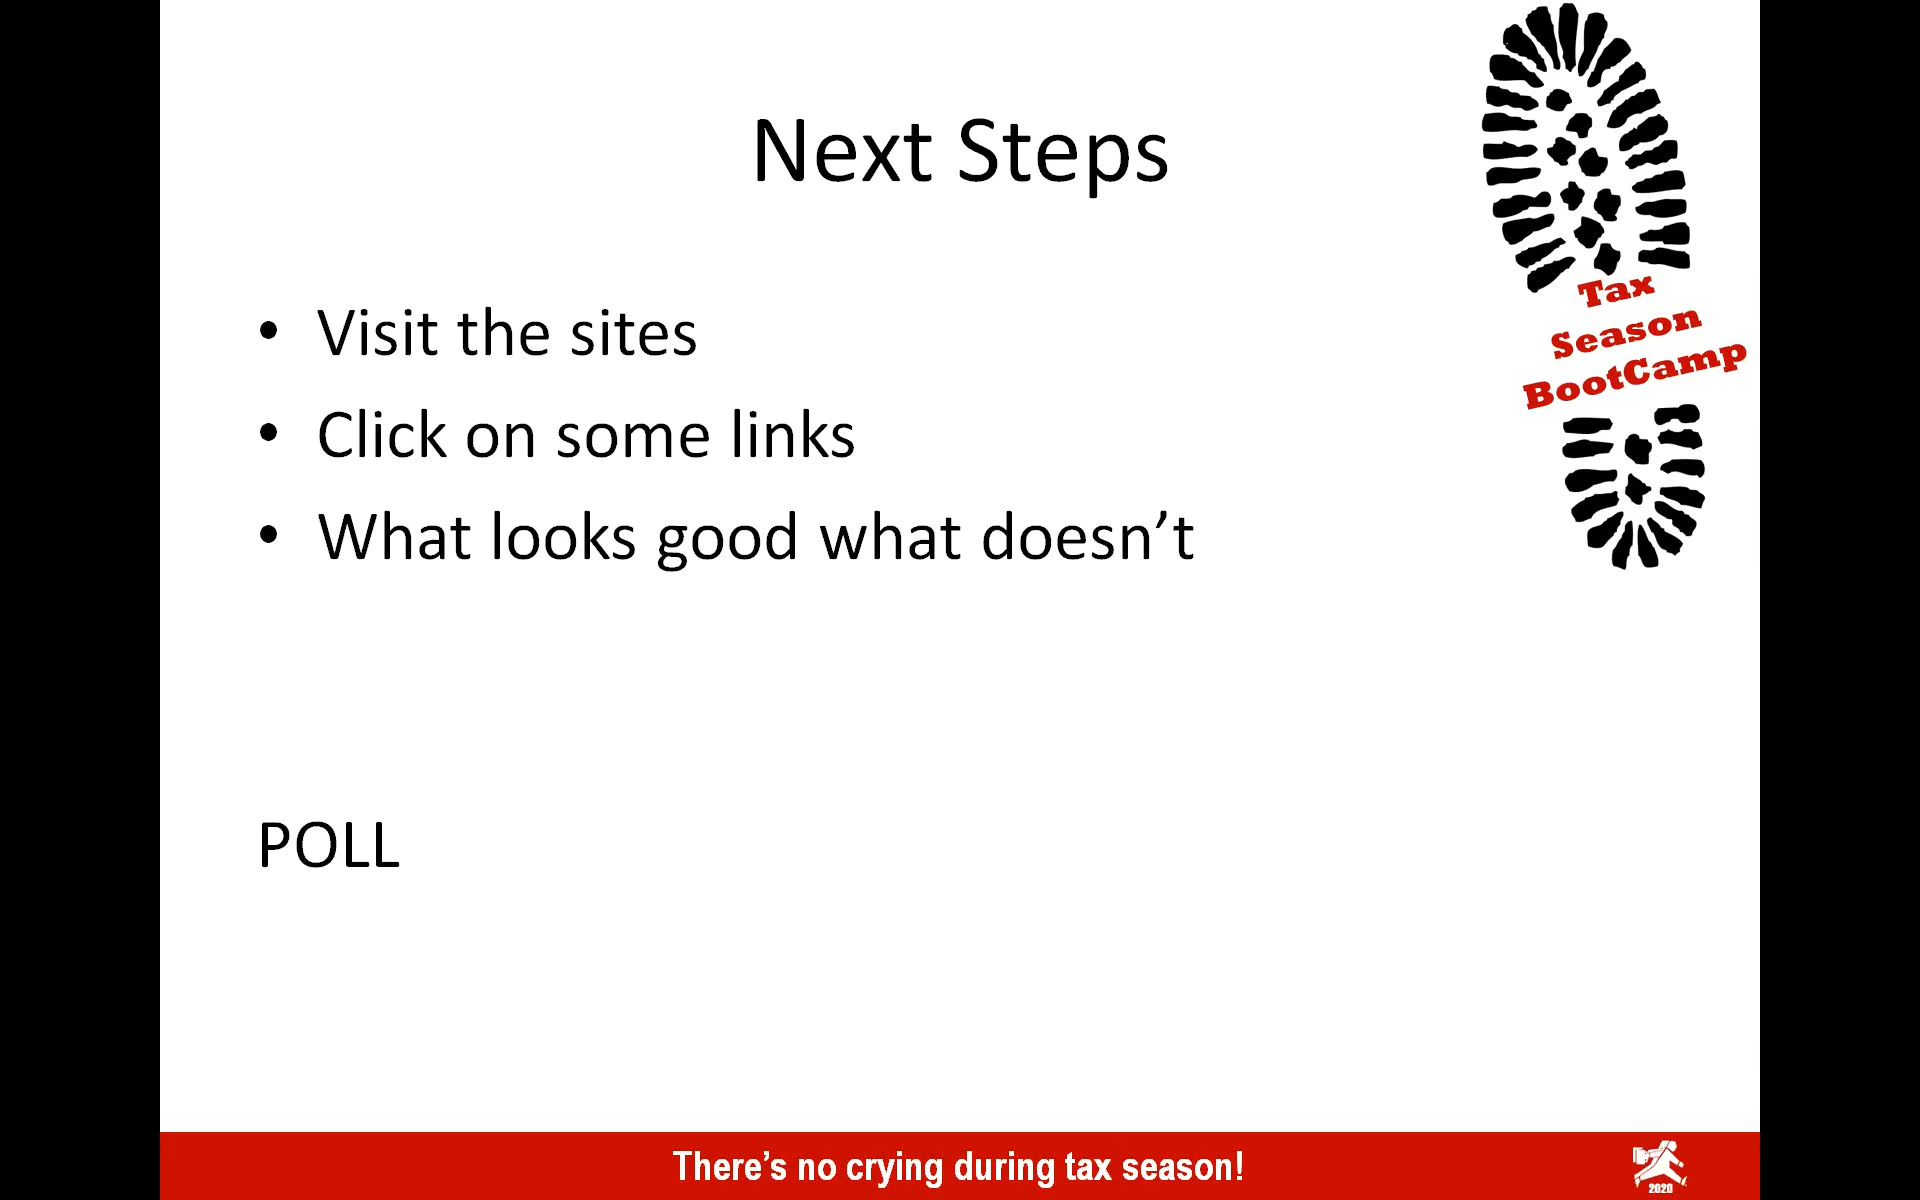 Next Steps
Tax
Season
BootCamp
• Visit the sites
• Click on some links
• What looks good what doesn’t
POLL
There’s no crying during tax season!
2020